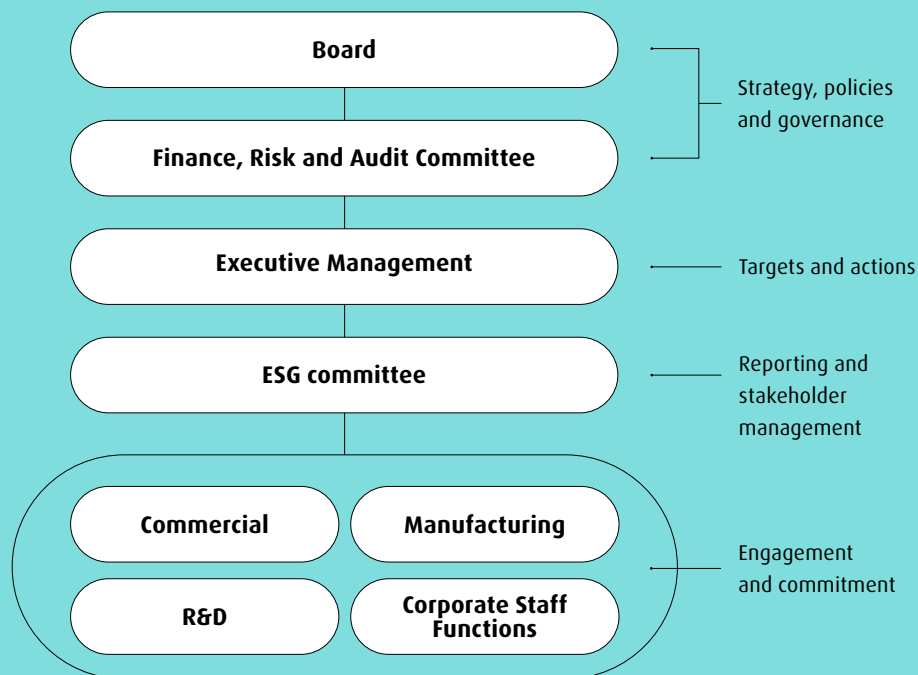 Board
Strategy, policies
and governance
Finance, Risk and Audit Committee
Executive Management
Targets and actions
ESG committee
Reporting and
stakeholder
management
Commercial
Manufacturing
Engagement
and commitment
R&D
Corporate Staff
Functions